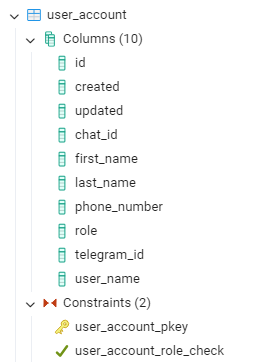 user_account
Columns (10)
id
created
updated
chat_id
first_name
last_name
phone_number
role
telegram_id
user_name
Constraints (2)
user_account_pkey
user_account_role_check